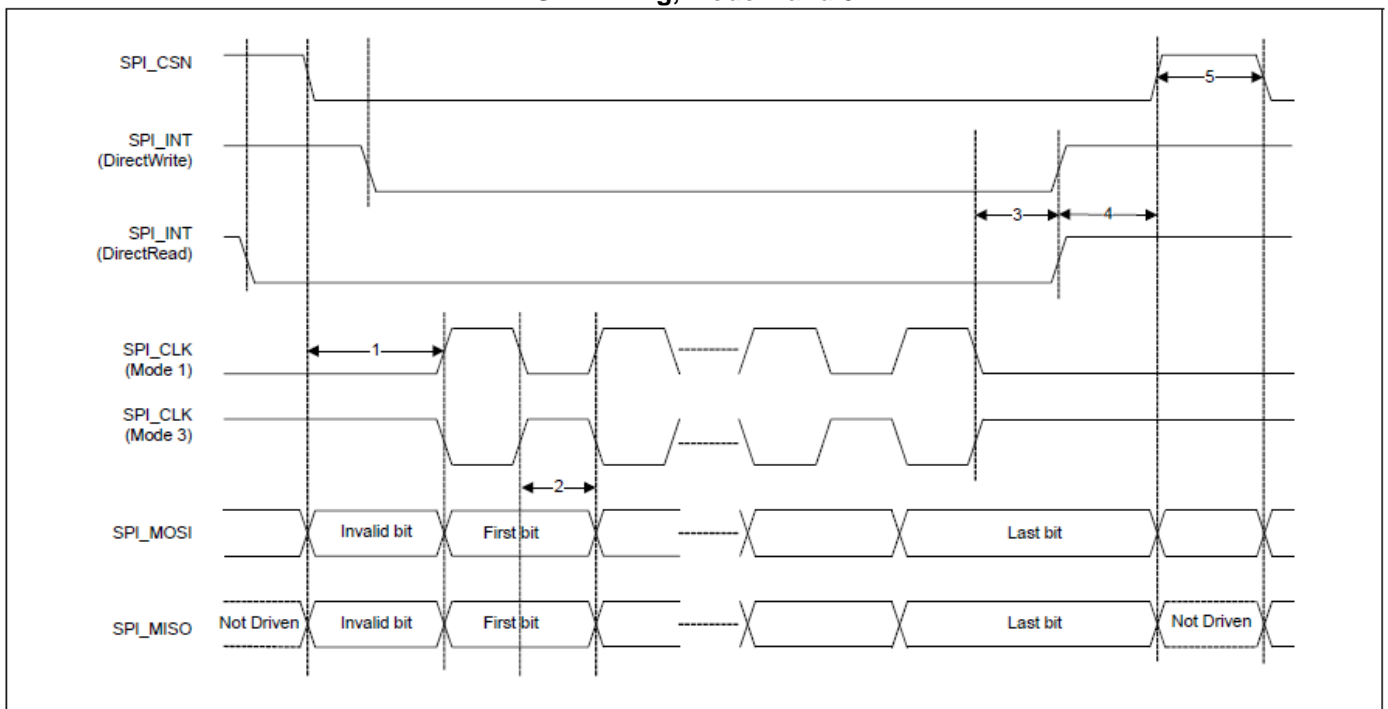 SPI_CSN
5
SPI_INT
(DirectWrite)
3
4
SPI_INT
(DirectRead)
SPI_CLK
(Mode 1)
1
SPI_CLK
(Mode 3)
2
SPI_MOSI
Invalid bit
First bit
Last bit
SPI_MISO
Not Driven
Invalid bit
First bit
Last bit
Not Driven